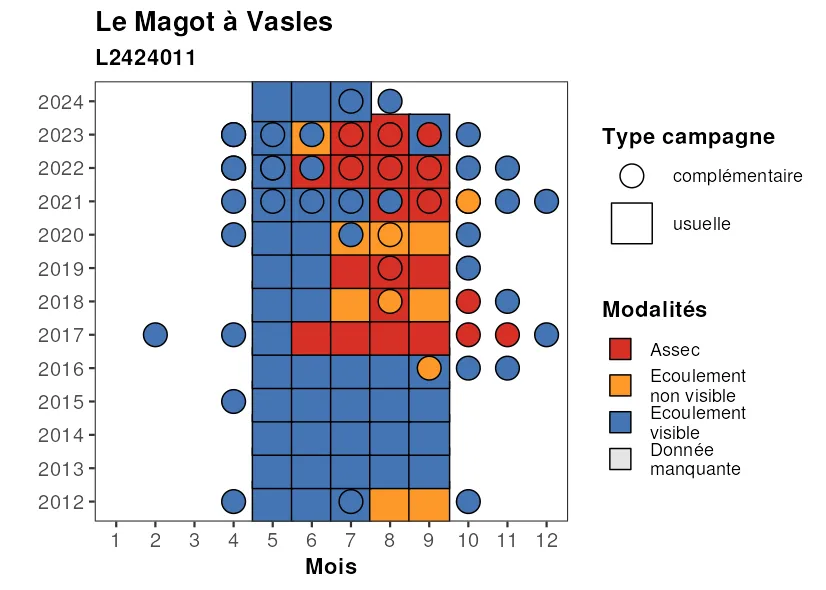 Le Magot à Vasles
L2424011
2024
2023
2022
2021
2020
2019
2018
2017
2016
2015
2014
2013
2012
1 2 3 4 5 6 7 8 9 10 11 12
Mois
Type campagne
complémentaire
usuelle
Modalités
Assec
Ecoulement
non visible
Ecoulement
visible
Donnée
manquante